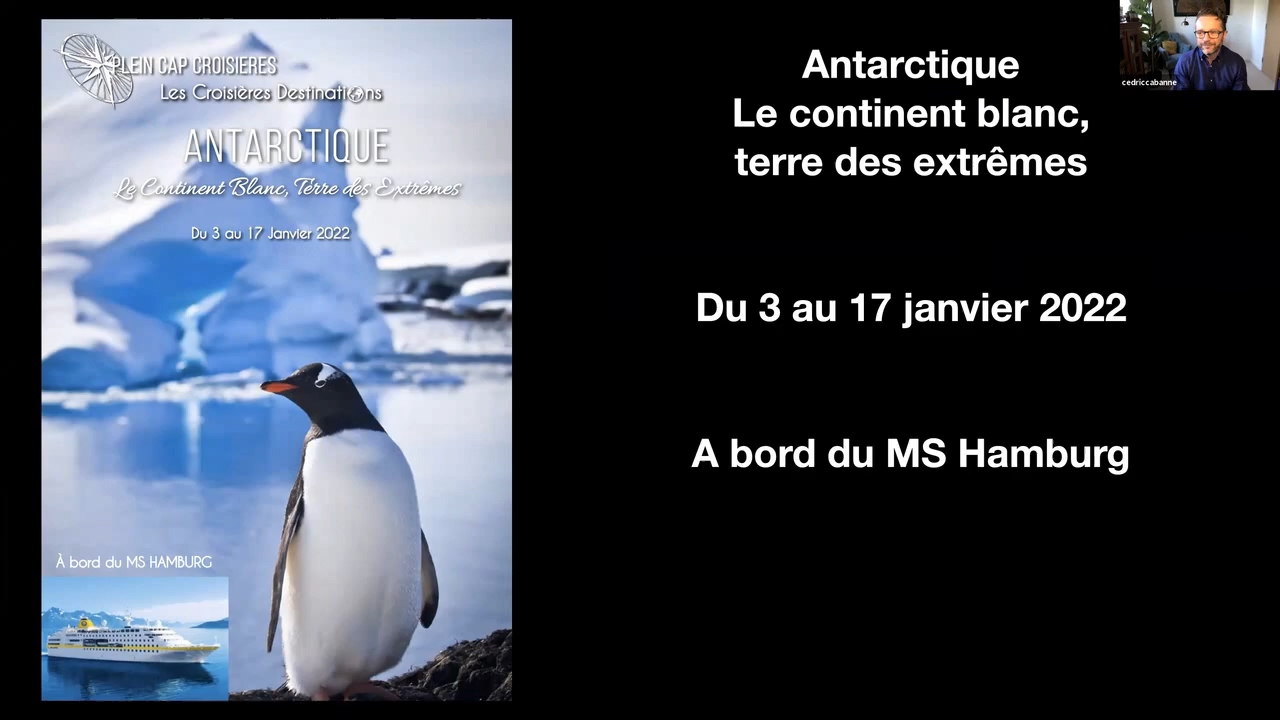 PLEIN CAP CROISIERES
Les Croisières Destinations
ANTARCTIQUE
Le Continent Blanc, Terre des Extrêmes
Du 3 au 17 Janvier 2022
À bord du MS HAMBURG
Antarctique
Le continent blanc,
terre des extrêmes
Du 3 au 17 janvier 2022
A bord du MS Hamburg
cedriccabanne